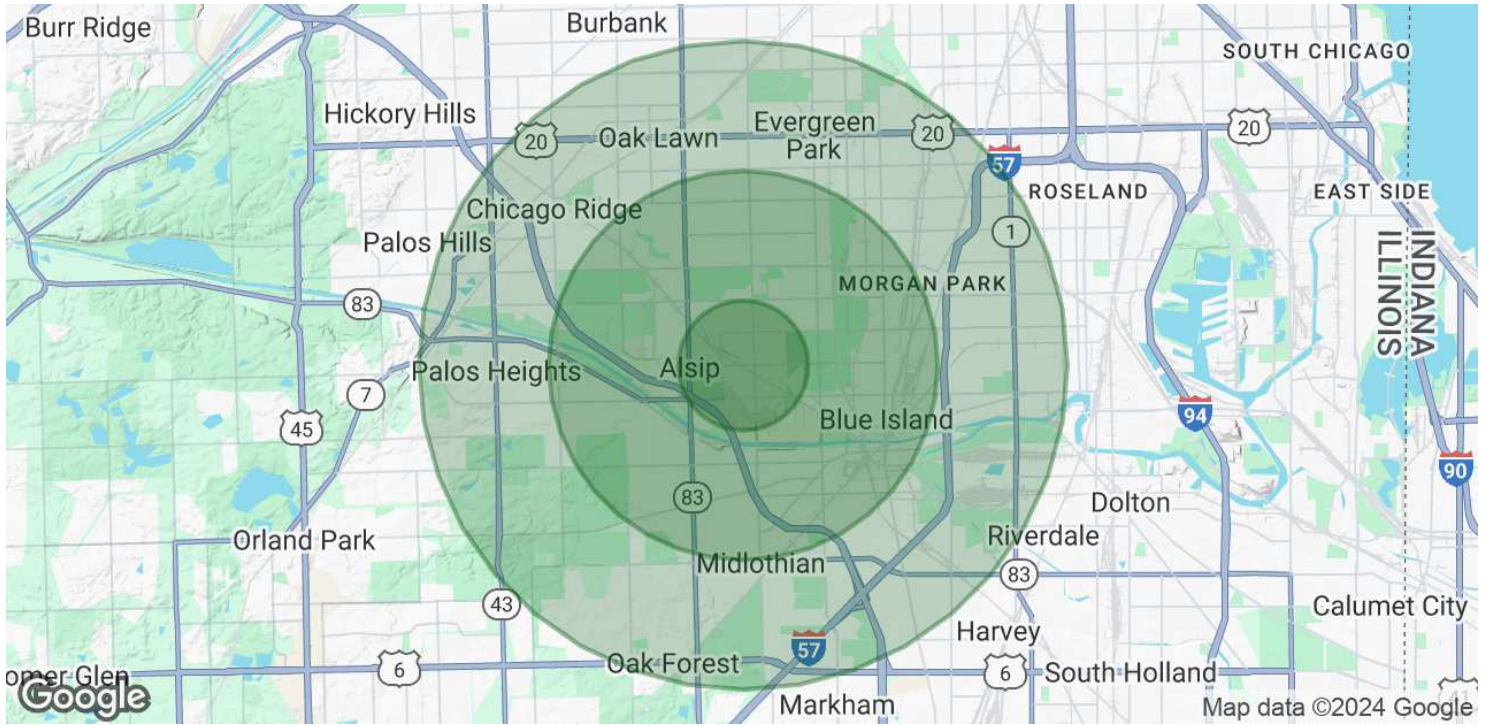 Burbank
Burr Ridge
SOUTH CHICAGO
Hickory Hills
Evergreen
Park
20
Oak Lawn
20
20
57
ROSELAND
EAST SIDE
Chicago Ridge
1
Palos Hills
INDIANA
ILLINOIS
MORGAN PARK
83
Palos Heights
Alsip
7
45
Blue Island
94
90
83
Dolton
Orland Park
Riverdale
Midlothian
83
43
Calumet City
Harvey
57
6
Oak Forest
6
South Holland
omer Glen
Google
Markham
41
Map data ©2024 Google